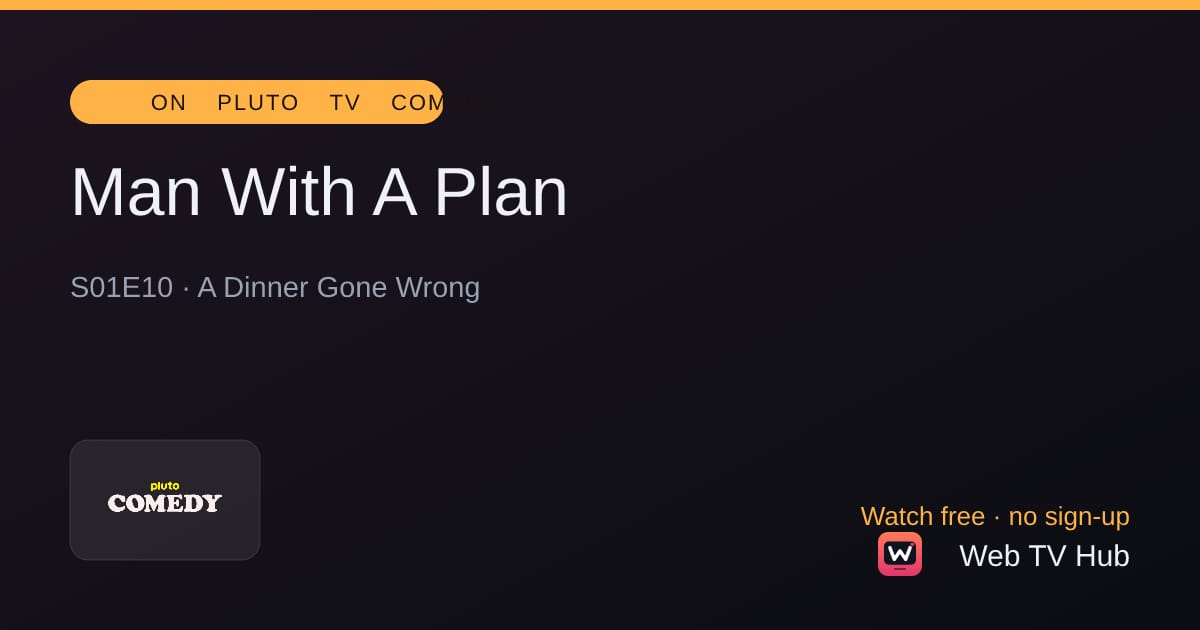 ON PLUTO TV COMEDY
Man With A Plan
S01E10 · A Dinner Gone Wrong
pluto
COMEDY
Watch free · no sign-up
W
Web TV Hub